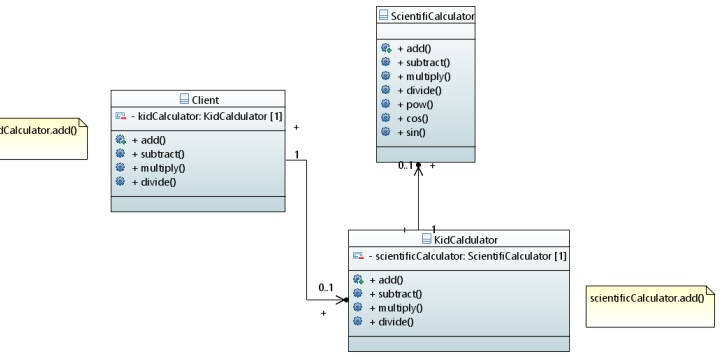 ScientifiCalculator
+ add()
+ subtract()
+ multiply()
+ divide()
+ pow()
+ cos()
+ sin()
0..1 +
Client
- kidCalculator: KidCaldulator [1]
+ add()
+ subtract()
+ multiply()
+ divide()
+
1
dCalculator.add()
+ 1
KidCaldulator
- scientificCalculator: ScientifiCalculator [1]
+ add()
+ subtract()
+ multiply()
+ divide()
0..1
+
scientificCalculator.add()